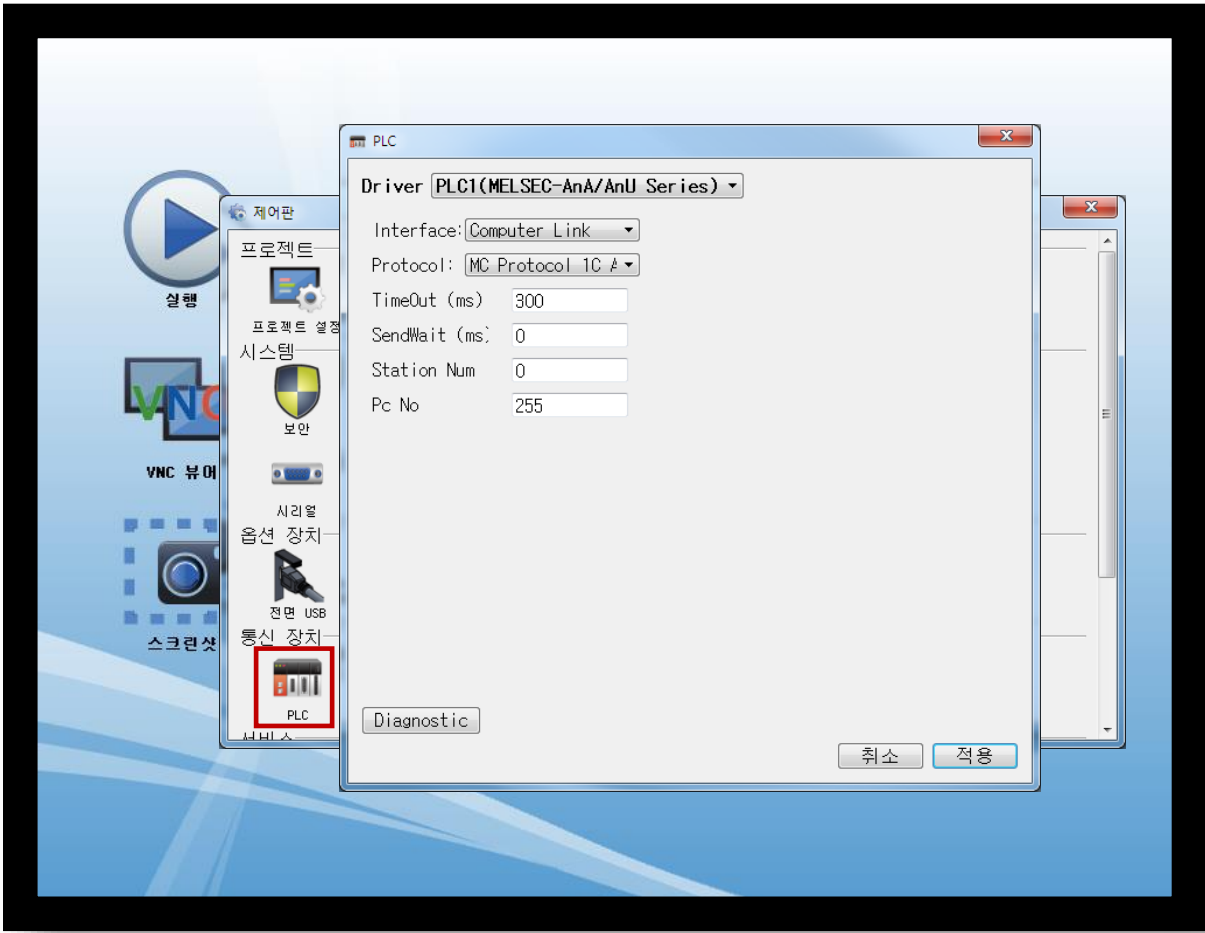 PLC
Driver PLC1(MELSEC-AnA/AnU Series)
Interface: Computer Link
Protocol: MC Protocol 1C
TimeOut (ms) 300
SendWait (ms) 0
Station Num 0
Pc No 255
Diagnostic
취소 적용
제어판
프로젝트
프로젝트 설정
시스템
보안
시리얼
옵션 장치
전면 USB
통신 장치
PLC
서비스
실행
VNC 뷰어
스크린샷